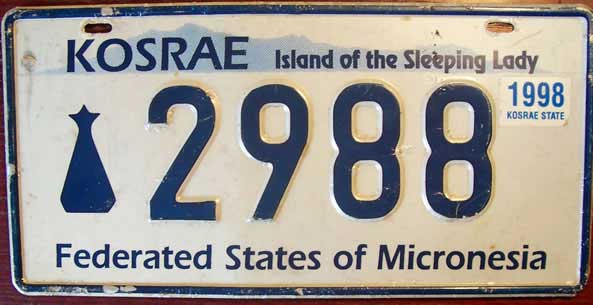 KOSRAE Island of the Sleeping Lady
2988
1998
KOSRAE STATE
Federated States of Micronesia